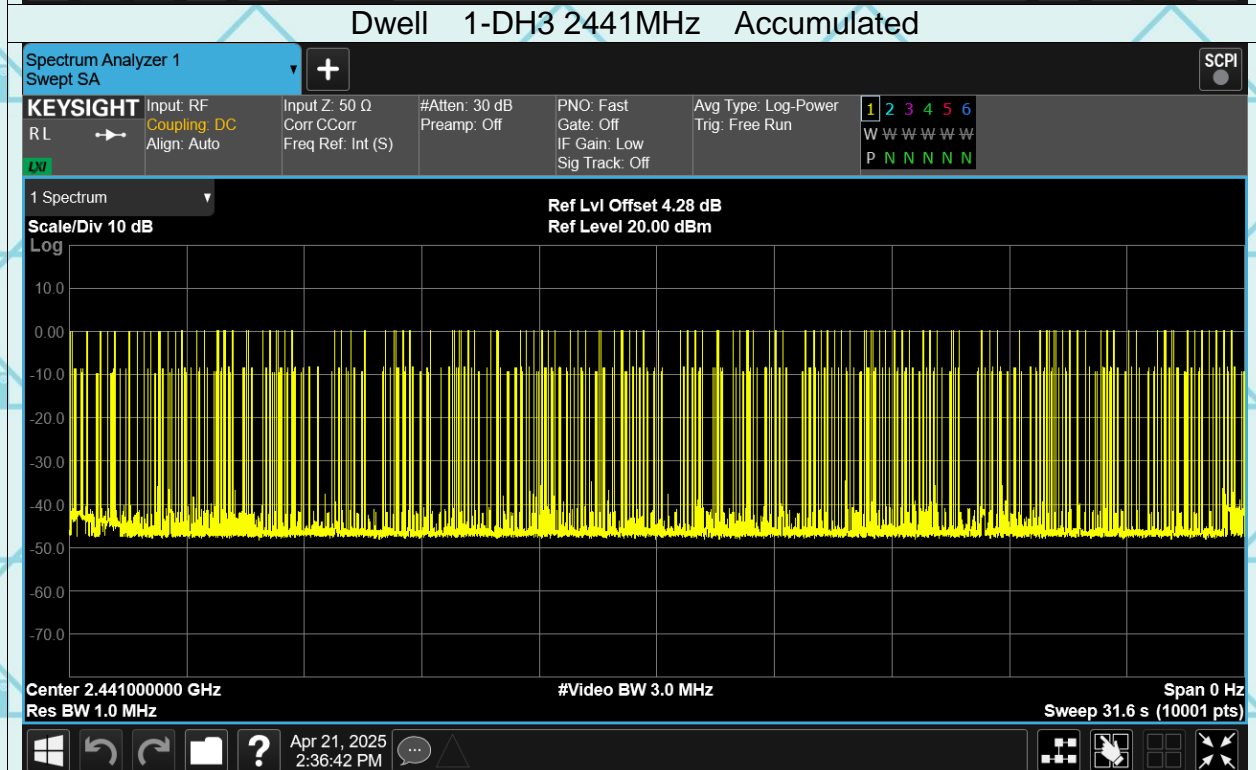 Dwell 1-DH3 2441MHz Accumulated
Spectrum Analyzer 1
Swept SA
▼
+
SCPI
KEYSIGHT
RL
LXI
Input: RF
Coupling: DC
Align: Auto
Input Z: 50 Ω
Corr CCorr
Freq Ref: Int (S)
#Atten: 30 dB
Preamp: Off
PNO: Fast
Gate: Off
IF Gain: Low
Sig Track: Off
Avg Type: Log-Power
Trig: Free Run
1 2 3 4 5 6
W W W W W W
P N N N N N
1 Spectrum ▼
Scale/Div 10 dB
Ref Lvl Offset 4.28 dB
Ref Level 20.00 dBm
Log
10.0
0.00
-10.0
-20.0
-30.0
-40.0
-50.0
-60.0
-70.0
Center 2.441000000 GHz
#Video BW 3.0 MHz
Span 0 Hz
Res BW 1.0 MHz
Sweep 31.6 s (10001 pts)
?
Apr 21, 2025
2:36:42 PM